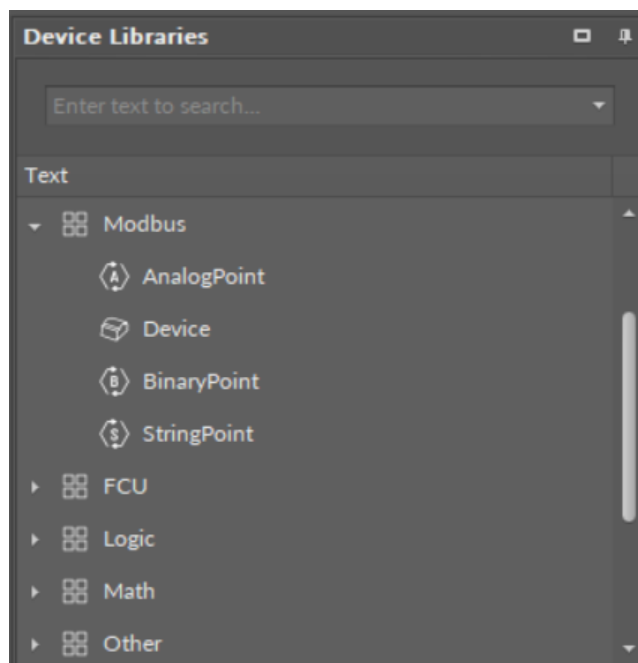 Device Libraries
Enter text to search...
Text
Modbus
A AnalogPoint
Device
B BinaryPoint
S StringPoint
FCU
Logic
Math
Other